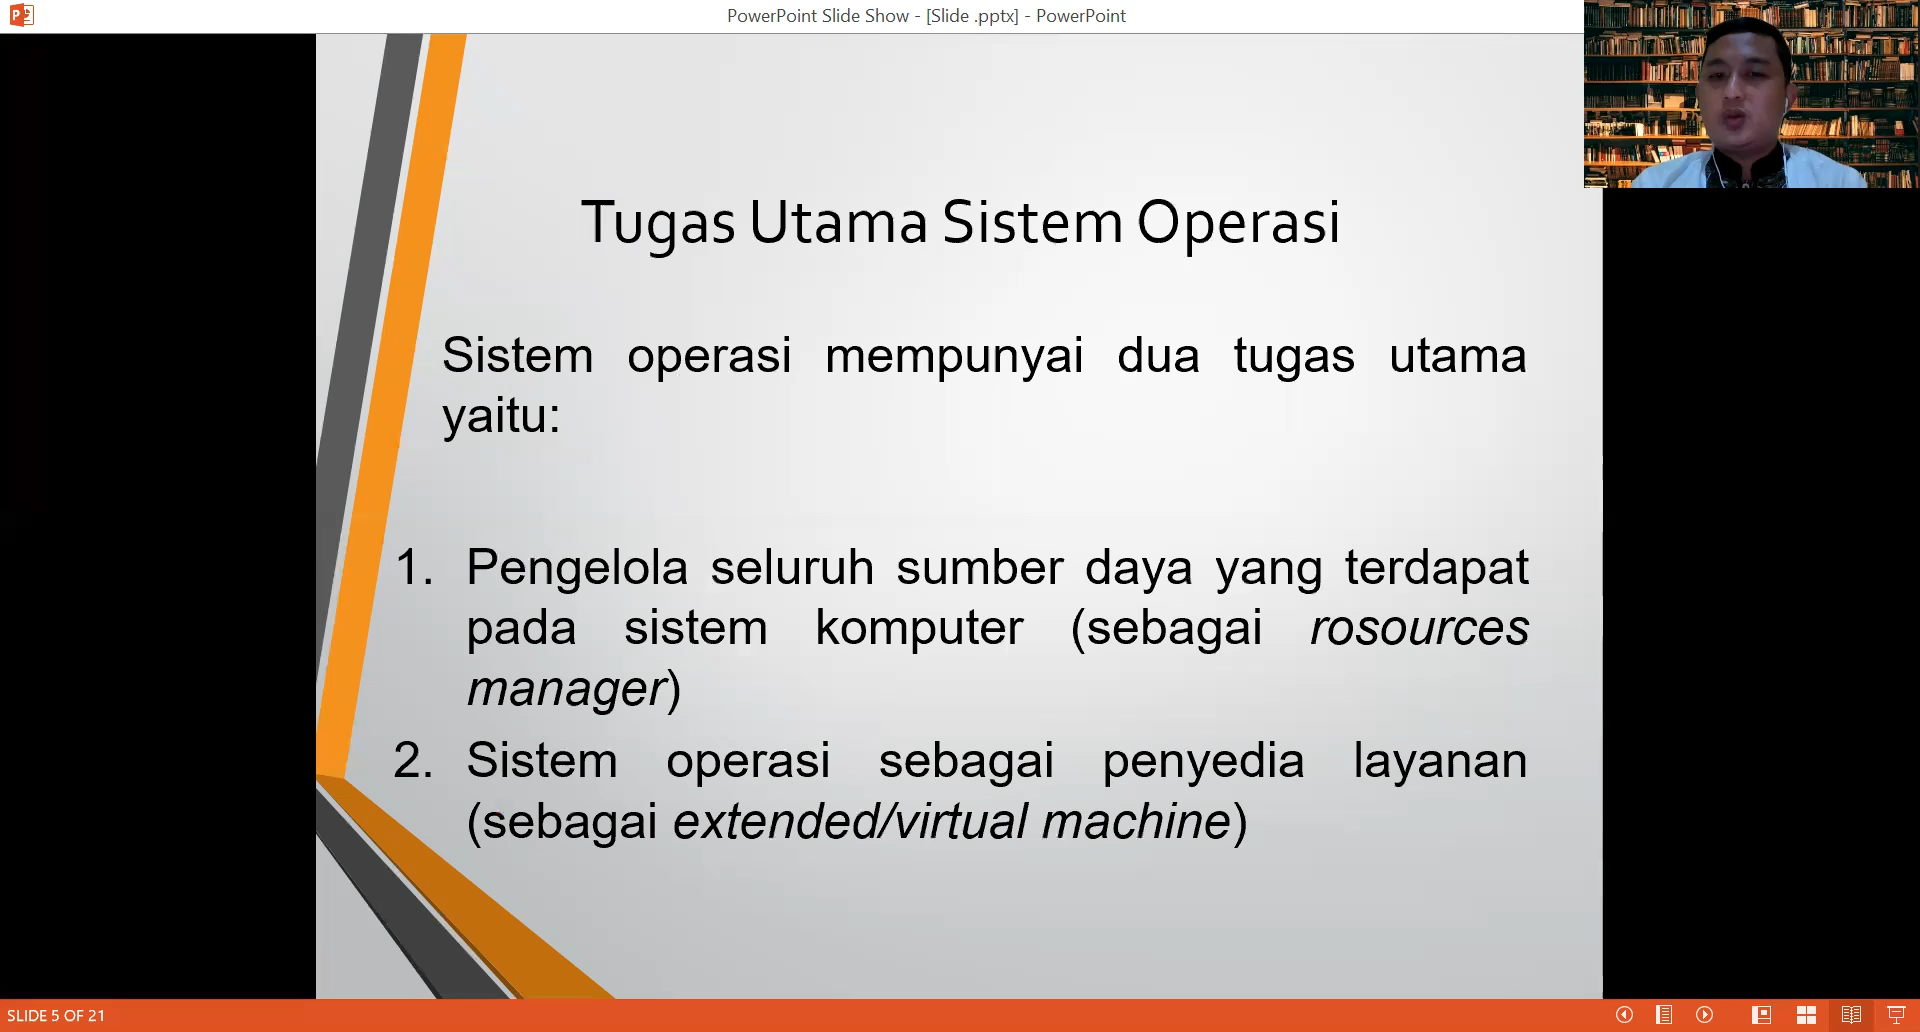 PowerPoint Slide Show - [Slide .pptx] - PowerPoint
Tugas Utama Sistem Operasi
Sistem operasi mempunyai dua tugas utama
yaitu:
1. Pengelola seluruh sumber daya yang terdapat
pada sistem komputer (sebagai rosources
manager)
2. Sistem operasi sebagai penyedia layanan
(sebagai extended/virtual machine)
SLIDE 5 OF 21